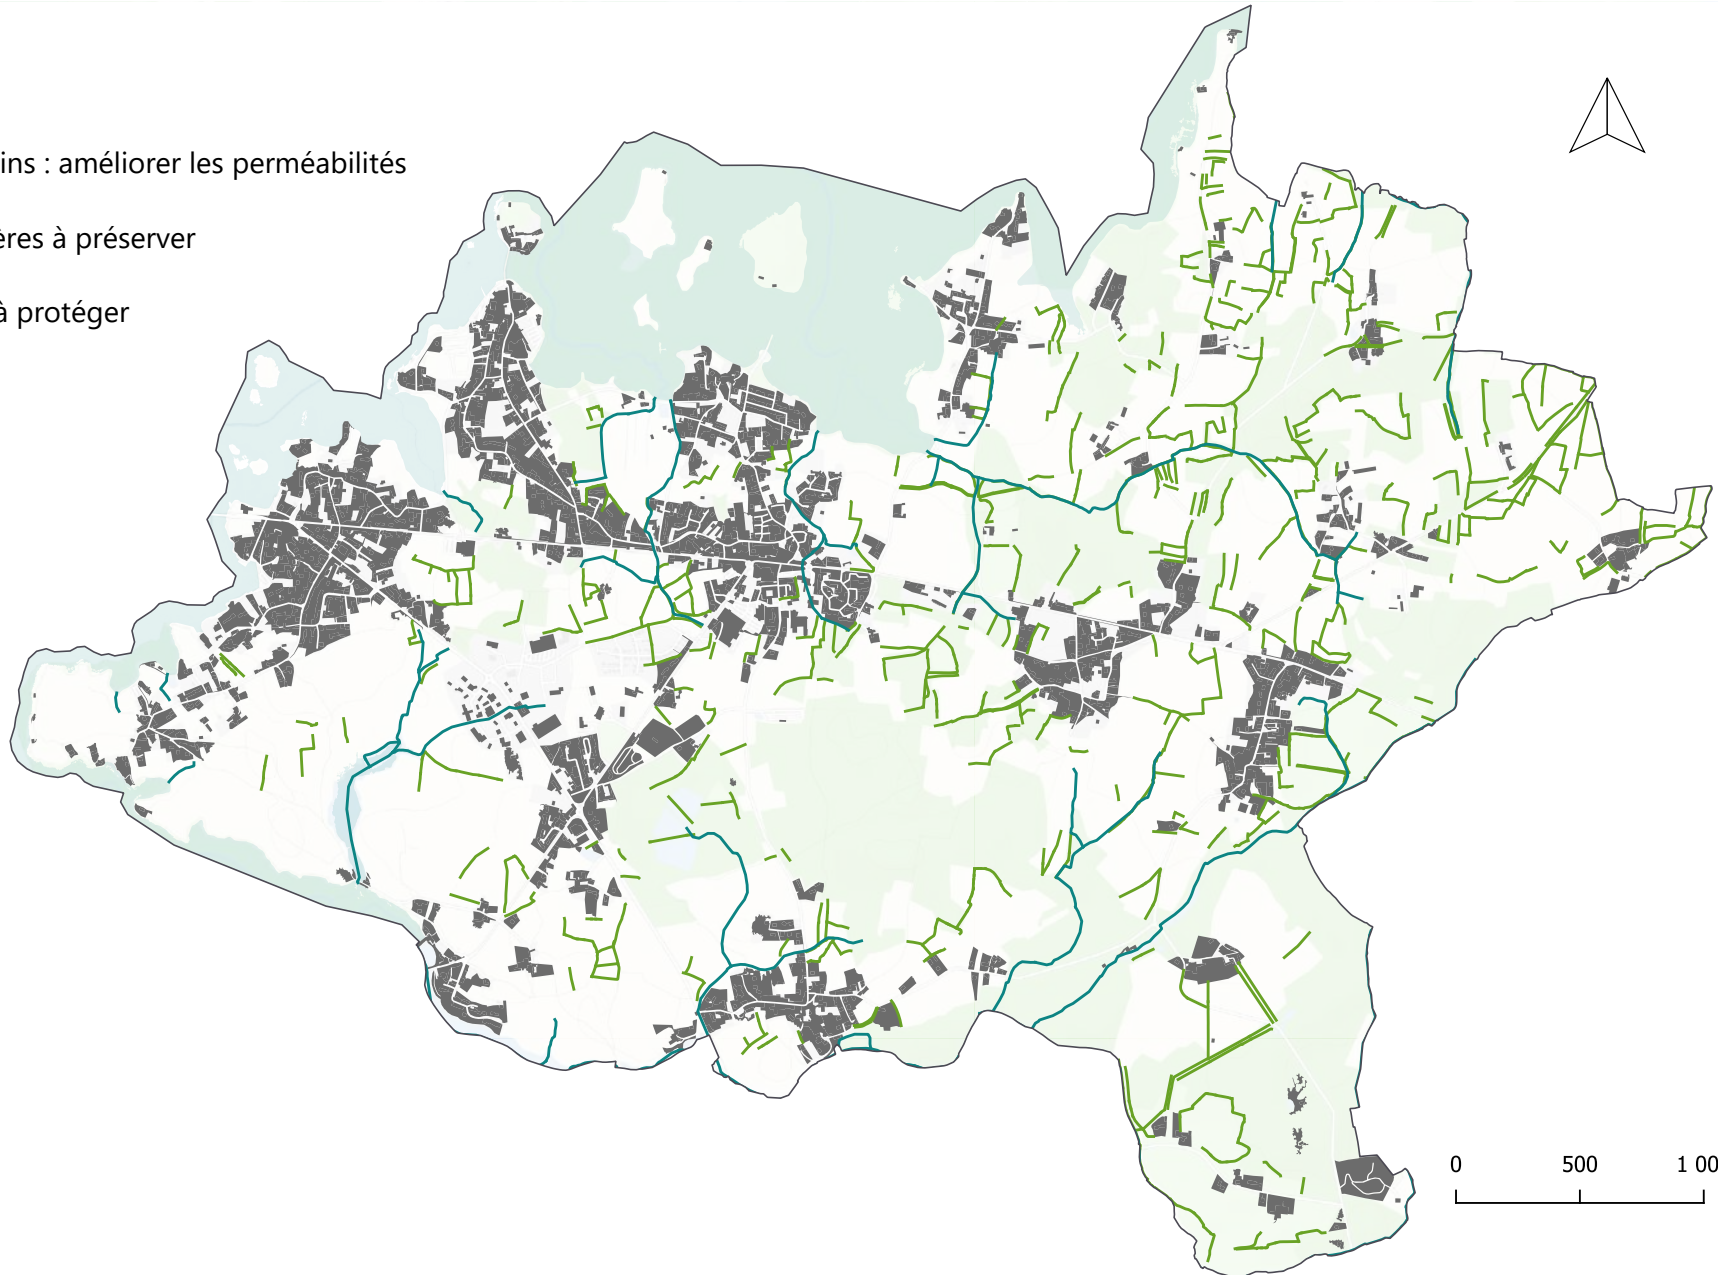 ins : améliorer les perméabilités
ères à préserver
à protéger
0 500 1 00